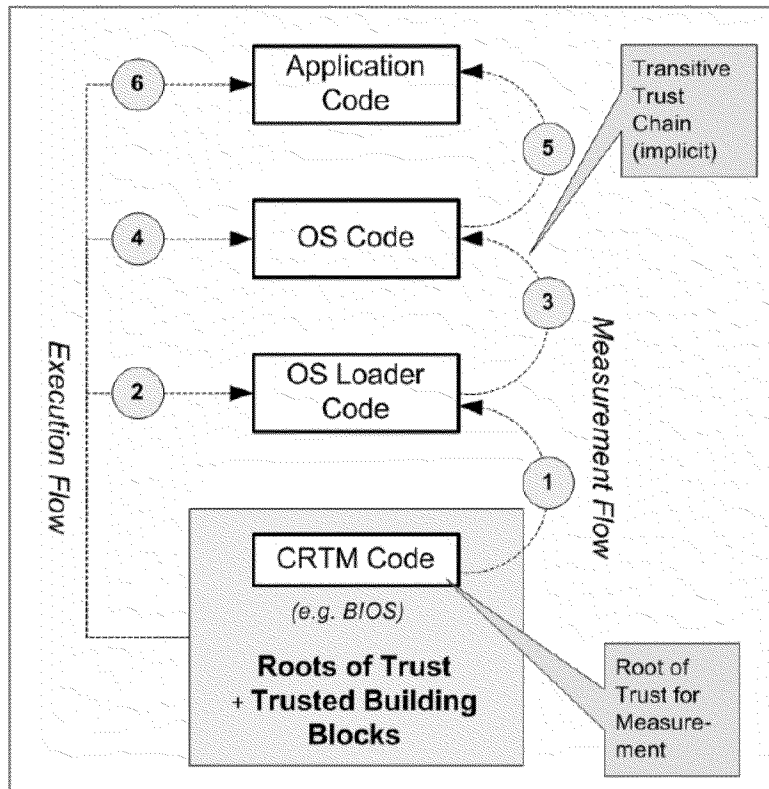 6
Application
Code
Transitive
Trust
Chain
(implicit)
5
4
OS Code
3
Execution Flow
Measurement Flow
2
OS Loader
Code
1
CRTM Code
(e.g. BIOS)
Roots of Trust
+ Trusted Building
Blocks
Root of
Trust for
Measure-
ment